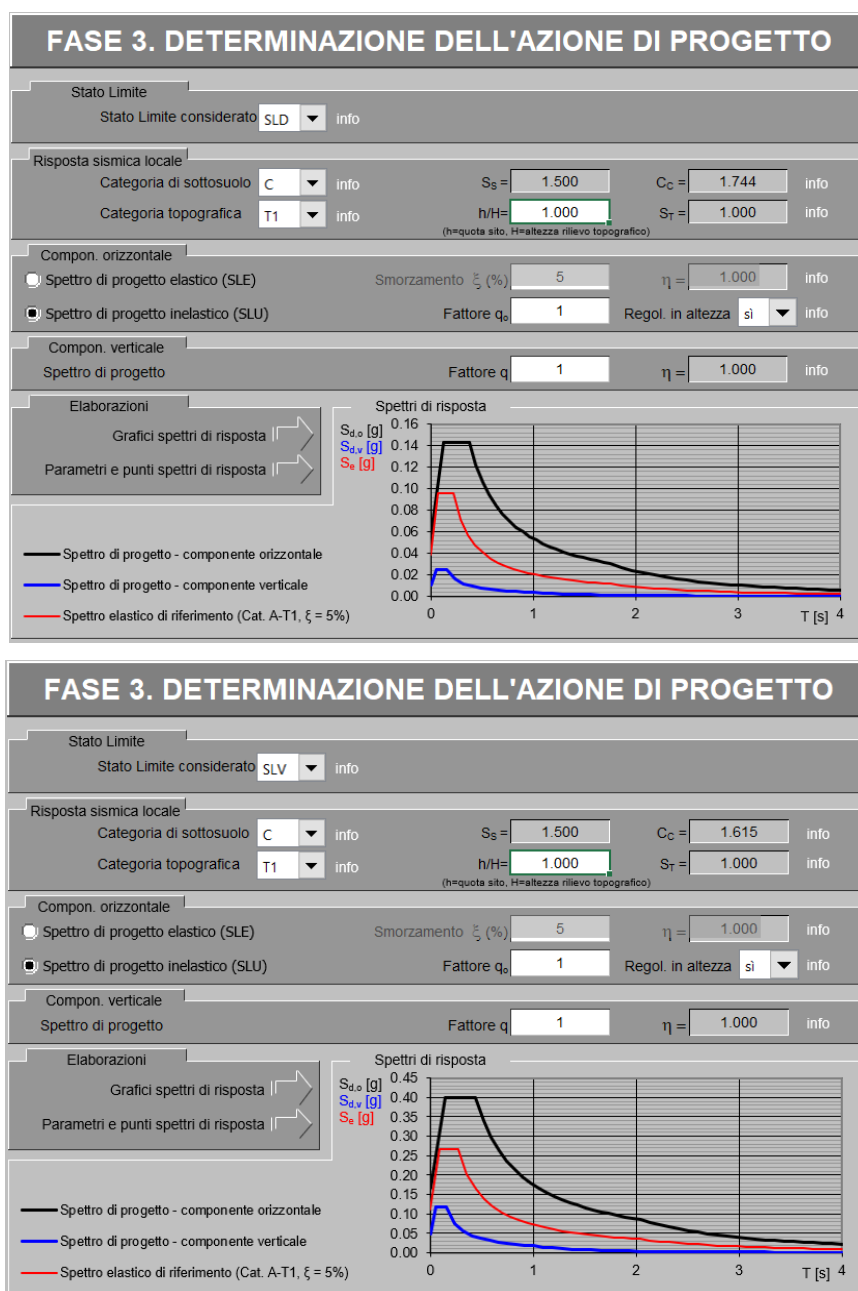 FASE 3. DETERMINAZIONE DELL'AZIONE DI PROGETTO
Stato Limite
Stato Limite considerato SLD info
Risposta sismica locale
Categoria di sottosuolo C info SS = 1.500 CC = 1.744 info
Categoria topografica T1 info h/H= 1.000 ST = 1.000 info
(h=quota sito, H=altezza rilievo topografico)
Compon. orizzontale
Spettro di progetto elastico (SLE) Smorzamento ξ (%) 5 η = 1.000 info
Spettro di progetto inelastico (SLU) Fattore qo 1 Regol. in altezza sì info
Compon. verticale
Spettro di progetto Fattore q 1 η = 1.000 info
Elaborazioni
Grafici spettri di risposta
Parametri e punti spettri di risposta
Spettri di risposta
Sd,o [g]
Sd,v [g]
Se [g]
0.16
0.14
0.12
0.10
0.08
0.06
0.04
0.02
0.00
0 1 2 3 T [s] 4
Spettro di progetto - componente orizzontale
Spettro di progetto - componente verticale
Spettro elastico di riferimento (Cat. A-T1, ξ = 5%)
FASE 3. DETERMINAZIONE DELL'AZIONE DI PROGETTO
Stato Limite
Stato Limite considerato SLV info
Risposta sismica locale
Categoria di sottosuolo C info SS = 1.500 CC = 1.615 info
Categoria topografica T1 info h/H= 1.000 ST = 1.000 info
(h=quota sito, H=altezza rilievo topografico)
Compon. orizzontale
Spettro di progetto elastico (SLE) Smorzamento ξ (%) 5 η = 1.000 info
Spettro di progetto inelastico (SLU) Fattore qo 1 Regol. in altezza sì info
Compon. verticale
Spettro di progetto Fattore q 1 η = 1.000 info
Elaborazioni
Grafici spettri di risposta
Parametri e punti spettri di risposta
Spettri di risposta
Sd,o [g]
Sd,v [g]
Se [g]
0.45
0.40
0.35
0.30
0.25
0.20
0.15
0.10
0.05
0.00
0 1 2 3 T [s] 4
Spettro di progetto - componente orizzontale
Spettro di progetto - componente verticale
Spettro elastico di riferimento (Cat. A-T1, ξ = 5%)